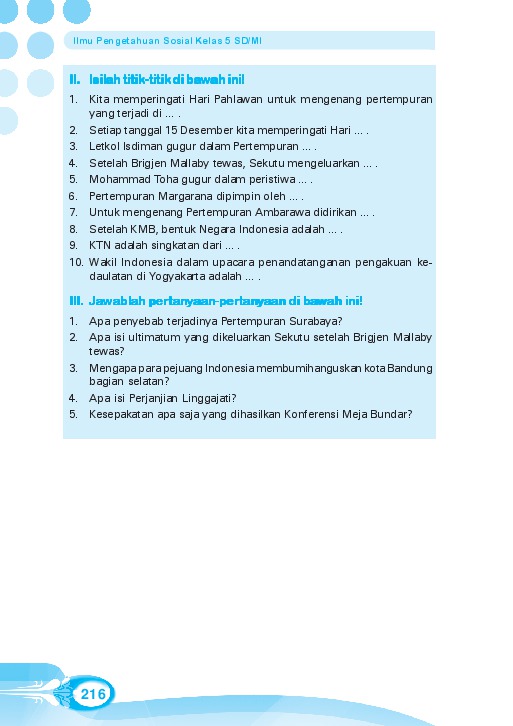 Ilmu Pengetahuan Sosial Kelas 5 SD/MI
II. Isilah titik-titik di bawah ini!
1. Kita memperingati Hari Pahlawan untuk mengenang pertempuran
yang terjadi di ... .
2. Setiap tanggal 15 Desember kita memperingati Hari ... .
3. Letkol Isdiman gugur dalam Pertempuran ... .
4. Setelah Brigjen Mallaby tewas, Sekutu mengeluarkan ... .
5. Mohammad Toha gugur dalam peristiwa ... .
6. Pertempuran Margarana dipimpin oleh ... .
7. Untuk mengenang Pertempuran Ambarawa didirikan ... .
8. Setelah KMB, bentuk Negara Indonesia adalah ... .
9. KTN adalah singkatan dari ... .
10. Wakil Indonesia dalam upacara penandatanganan pengakuan ke-
daulatan di Yogyakarta adalah ... .
III. Jawablah pertanyaan-pertanyaan di bawah ini!
1. Apa penyebab terjadinya Pertempuran Surabaya?
2. Apa isi ultimatum yang dikeluarkan Sekutu setelah Brigjen Mallaby
tewas?
3. Mengapa para pejuang Indonesia membumihanguskan kota Bandung
bagian selatan?
4. Apa isi Perjanjian Linggajati?
5. Kesepakatan apa saja yang dihasilkan Konferensi Meja Bundar?
216